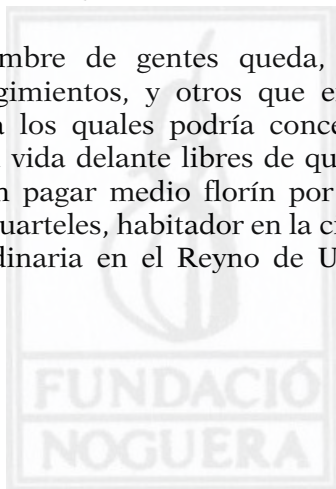 mbre de gentes queda,
gimientos, y otros que e
a los quales podría conce
vida delante libres de qu
pagar medio florín por
uarteles, habitador en la c
dinaria en el Reyno de U
FUNDACIÓ
NOGUERA